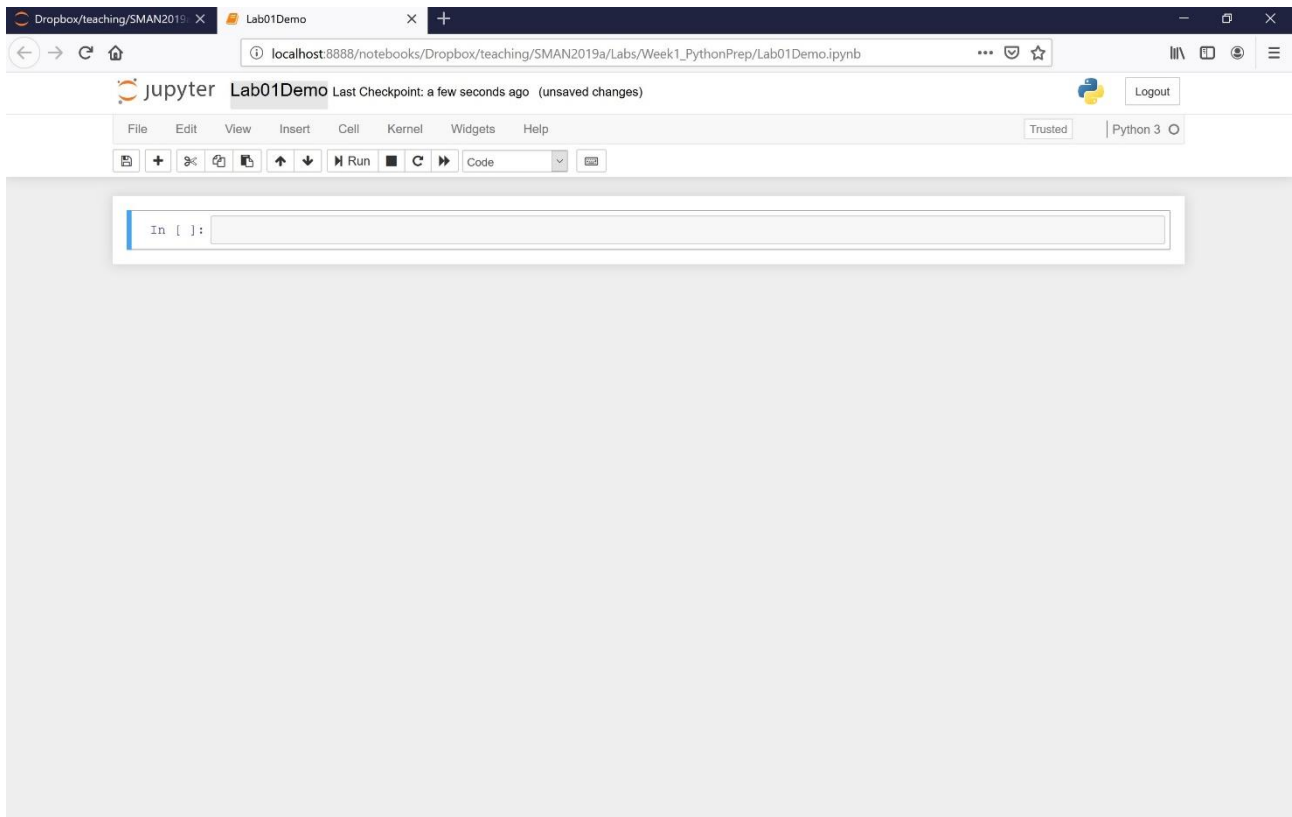 Dropbox/teaching/SMAN2019 Lab01Demo
localhost:8888/notebooks/Dropbox/teaching/SMAN2019a/Labs/Week1_PythonPrep/Lab01Demo.ipynb
jupyter Lab01Demo Last Checkpoint: a few seconds ago (unsaved changes) Logout
File Edit View Insert Cell Kernel Widgets Help Trusted Python 3
Run Code
In [ ]: